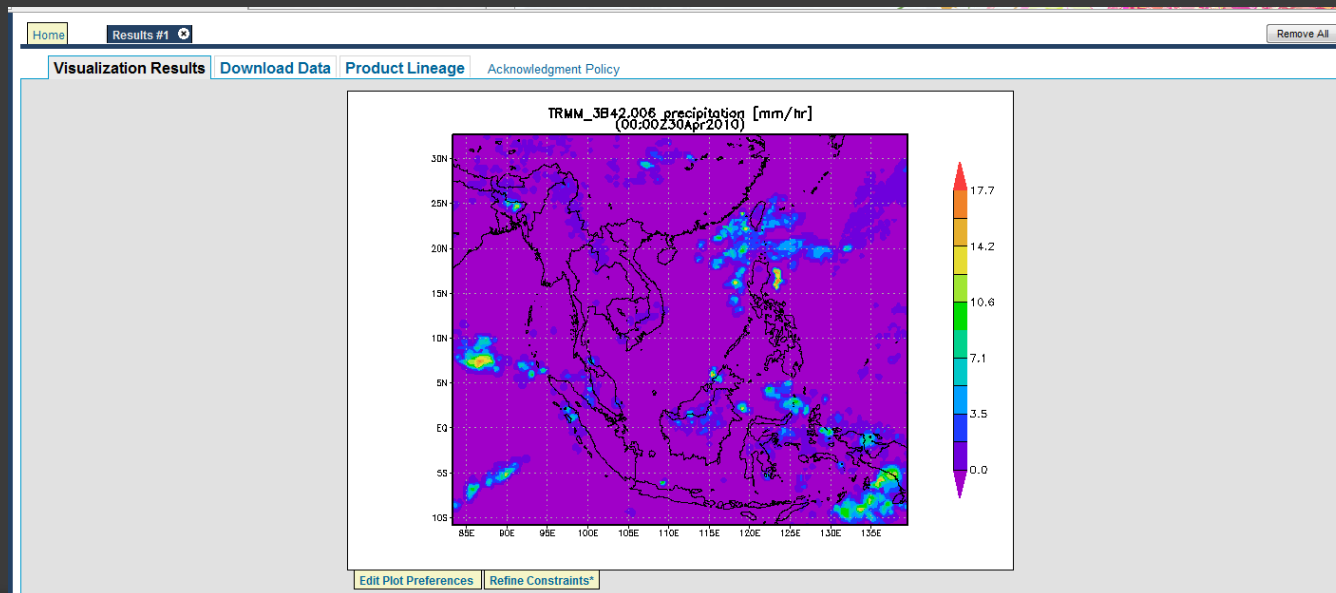 Home
Results #1
Remove All
Visualization Results
Download Data
Product Lineage
Acknowledgment Policy
TRMM_3B42.006 precipitation [mm/hr]
(00:00Z30Apr2010)
30N
25N
20N
15N
10N
5N
EQ
5S
10S
85E 90E 95E 100E 105E 110E 115E 120E 125E 130E 135E
17.7
14.2
10.6
7.1
3.5
0.0
Edit Plot Preferences
Refine Constraints*